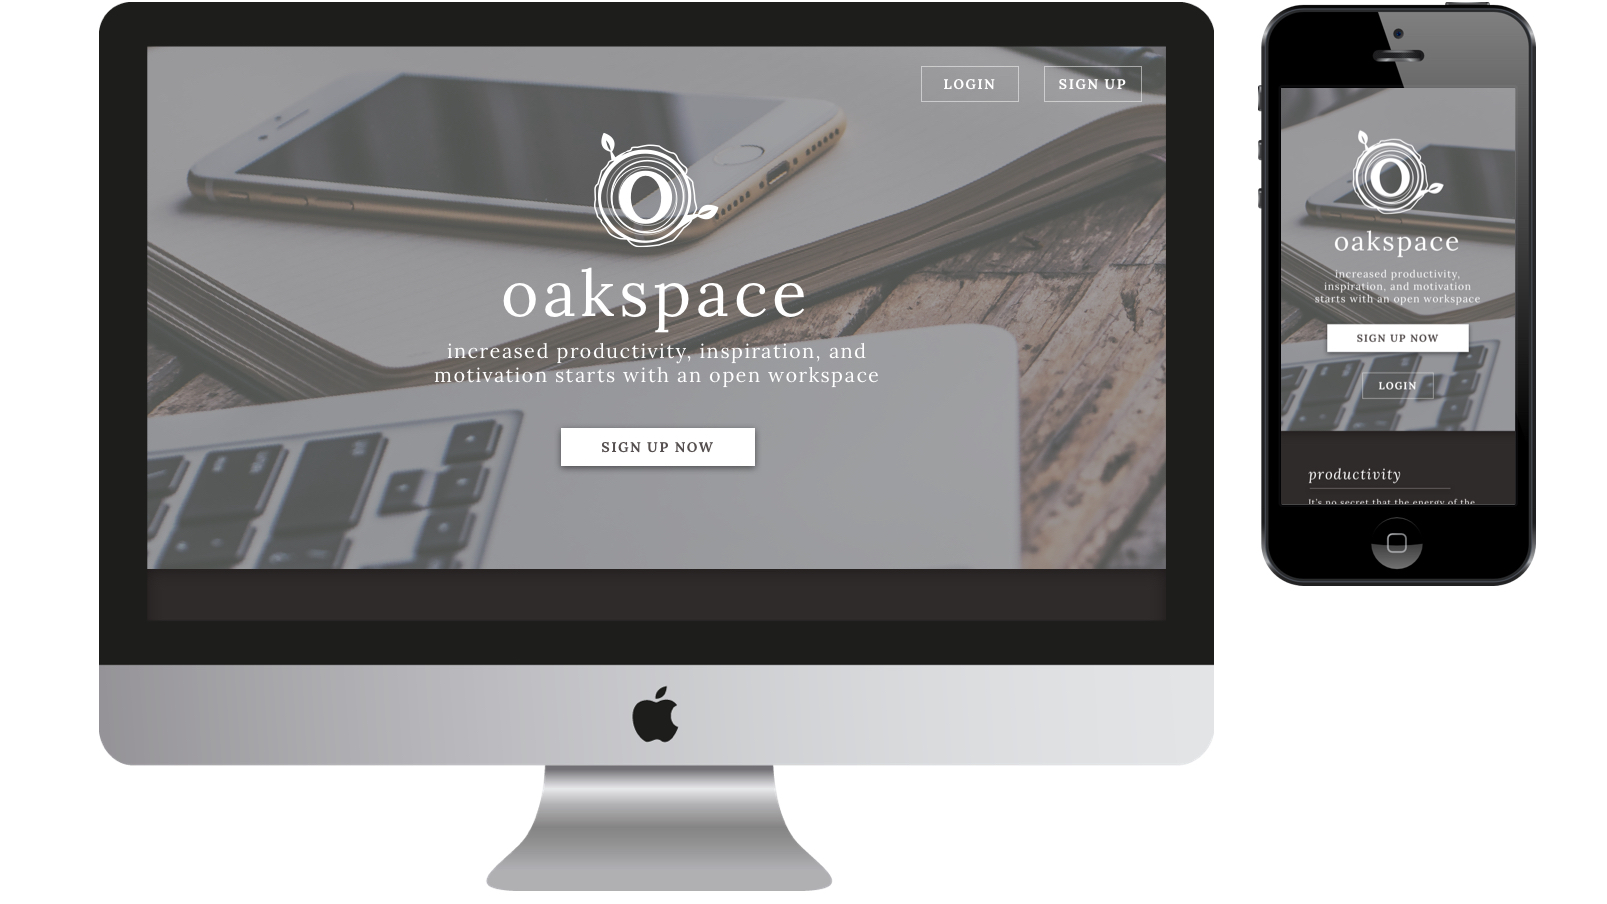 LOGIN
SIGN UP
O
oakspace
increased productivity, inspiration, and
motivation starts with an open workspace
SIGN UP NOW
O
oakspace
increased productivity,
inspiration, and motivation
starts with an open workspace
SIGN UP NOW
LOGIN
productivity
It's no secret that the energy of the